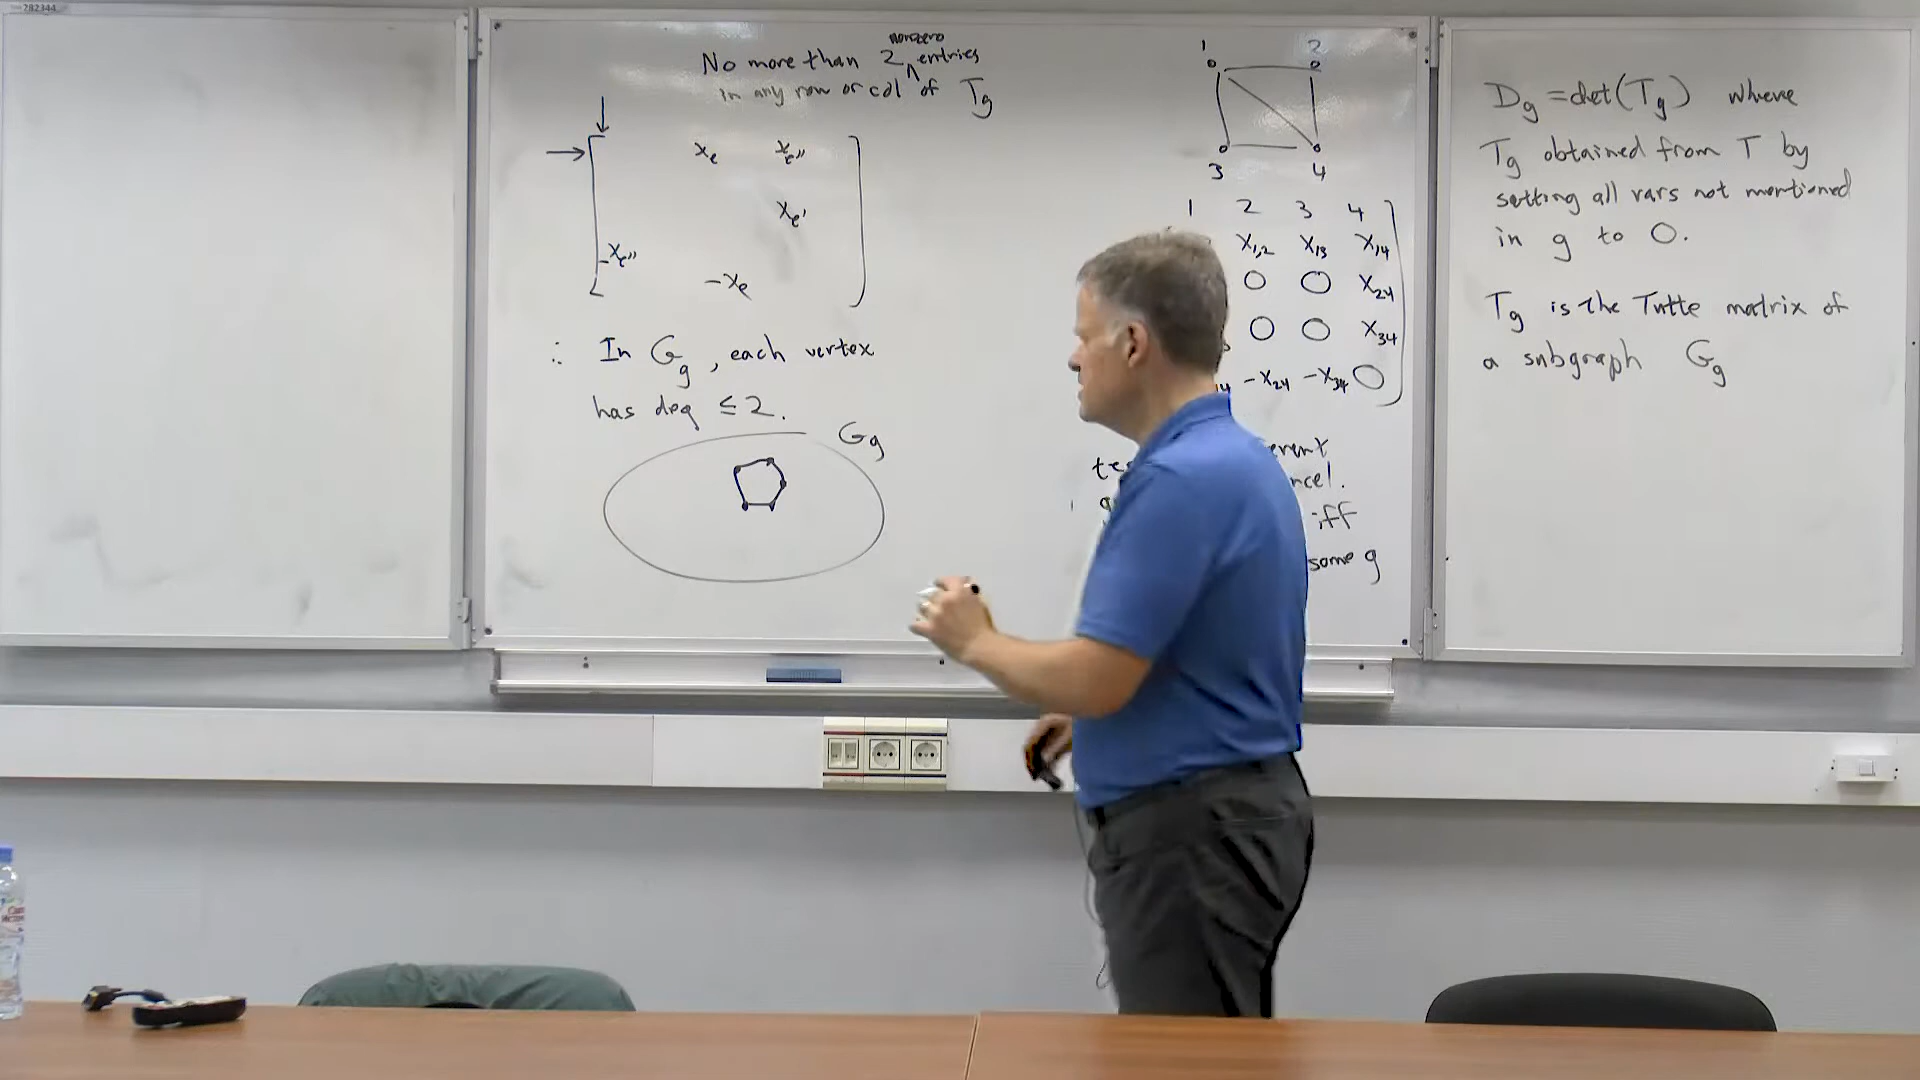 282344
No more than 2 nonzero entries
in any row or col of Tg
xe xe''
xe'
-xe''
-xe
∴ In Gg, each vertex
has deg ≤ 2.
Gg
1 2
3 4
1 2 3 4
x1,2 x13 x14
0 0 x24
0 0 x34
-x24 -x34 0
iff
some g
Dg = det(Tg) where
Tg obtained from T by
setting all vars not mentioned
in g to 0.
Tg is the Tutte matrix of
a subgraph Gg